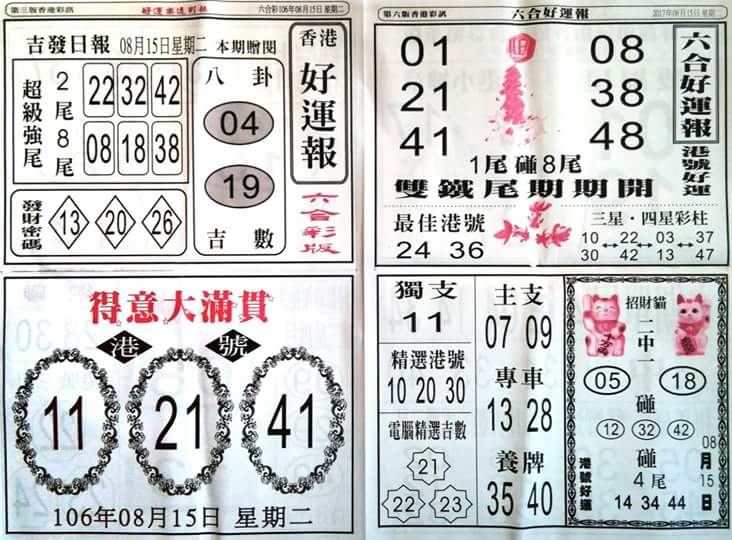 第三版香港彩訊
六合彩106年08月15日星期二
吉發日報 08月15日星期二 本期贈閱
超級強尾
2尾 22 32 42
8尾 08 18 38
發財密碼
13 20 26
八卦
04
19
吉數
香港
好運報
六合彩版
第六版香港彩訊 六合好運報 2017年08月15日星期二
01 08
21 38
41 48
1尾碰8尾
雙鐵尾期期開
最佳港號
24 36
三星·四星彩柱
10 22 03 37
30 42 13 47
六合好運報
港號好運
得意大滿貫
港號
11 21 41
106年08月15日 星期二
獨支
11
精選港號
10 20 30
電腦精選吉數
21
22 23
主支
07 09
專車
13 28
養牌
35 40
招財貓
二中一
05 18
碰
12 32 42
碰
4尾
14 34 44
港號好運
08月15日